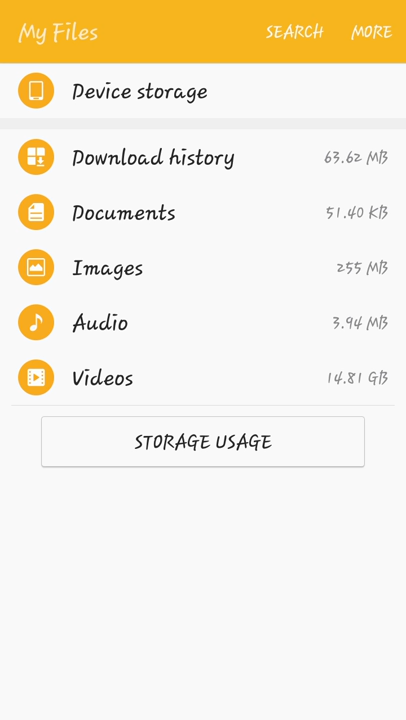 My Files SEARCH MORE
Device storage
Download history 63.62 MB
Documents 51.40 KB
Images 255 MB
Audio 3.94 MB
Videos 14.81 GB
STORAGE USAGE